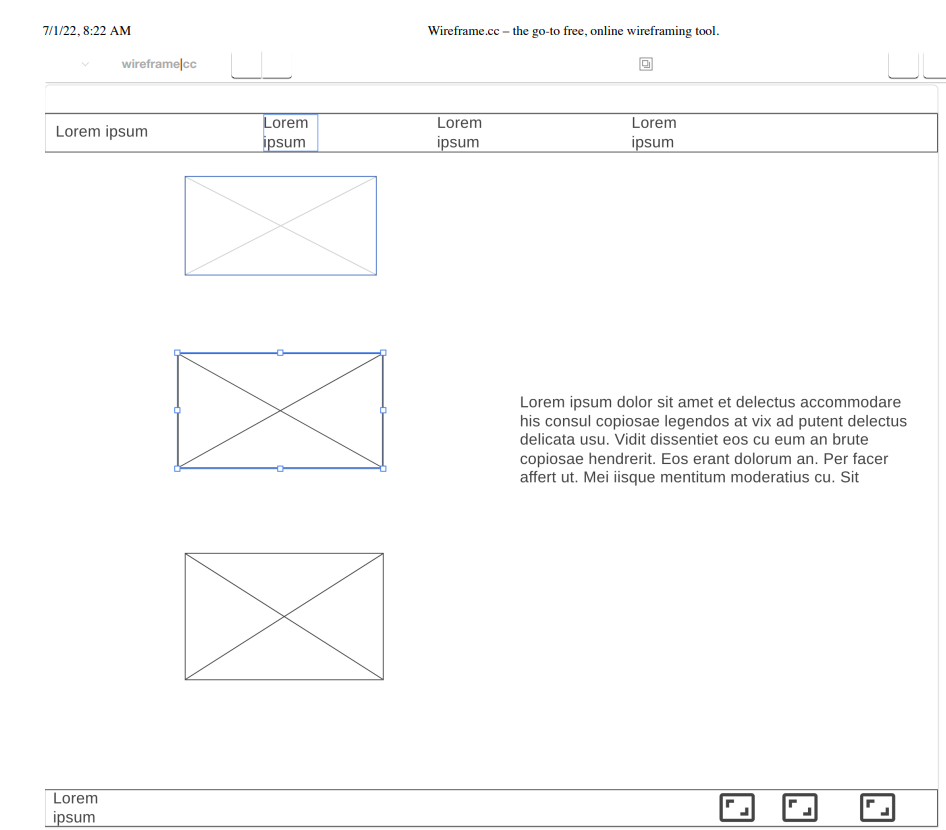 7/1/22, 8:22 AM
Wireframe.cc – the go-to free, online wireframing tool.
wireframe|cc
Lorem ipsum
Lorem
ipsum
Lorem
ipsum
Lorem
ipsum
Lorem ipsum dolor sit amet et delectus accommodare
his consul copiosae legendos at vix ad putent delectus
delicata usu. Vidit dissentiet eos cu eum an brute
copiosae hendrerit. Eos erant dolorum an. Per facer
affert ut. Mei iisque mentitum moderatius cu. Sit
Lorem
ipsum